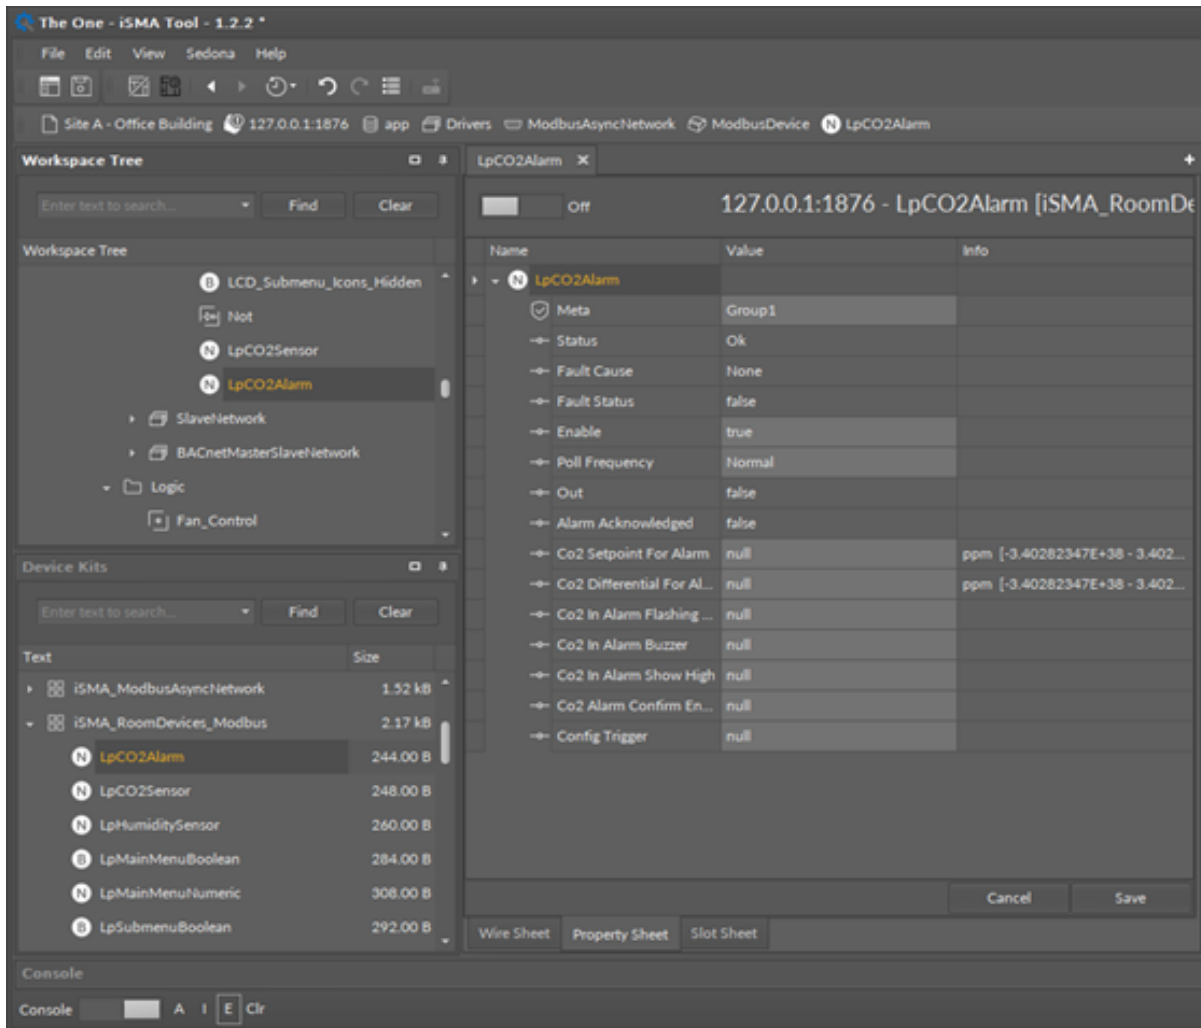 The One - iSMA Tool - 1.2.2 *
File Edit View Sedona Help
Site A - Office Building 127.0.0.1:1876 app Drivers ModbusAsyncNetwork ModbusDevice N LpCO2Alarm
Workspace Tree
Enter text to search... Find Clear
Workspace Tree
B LCD_Submenu_Icons_Hidden
Not
N LpCO2Sensor
N LpCO2Alarm
SlaveNetwork
BACnetMasterSlaveNetwork
Logic
Fan_Control
Device Kits
Enter text to search... Find Clear
Text Size
iSMA_ModbusAsyncNetwork 1.52 kB
iSMA_RoomDevices_Modbus 2.17 kB
N LpCO2Alarm 244.00 B
N LpCO2Sensor 248.00 B
N LpHumiditySensor 260.00 B
B LpMainMenuBoolean 284.00 B
N LpMainMenuNumeric 308.00 B
B LpSubmenuBoolean 292.00 B
LpCO2Alarm
Off 127.0.0.1:1876 - LpCO2Alarm [iSMA_RoomDe
Name Value Info
N LpCO2Alarm
Meta Group1
Status Ok
Fault Cause None
Fault Status false
Enable true
Poll Frequency Normal
Out false
Alarm Acknowledged false
Co2 Setpoint For Alarm null ppm [-3.40282347E+38 - 3.402...
Co2 Differential For Al... null ppm [-3.40282347E+38 - 3.402...
Co2 In Alarm Flashing ... null
Co2 In Alarm Buzzer null
Co2 In Alarm Show High null
Co2 Alarm Confirm En... null
Config Trigger null
Cancel Save
Wire Sheet Property Sheet Slot Sheet
Console
Console A I E Clr